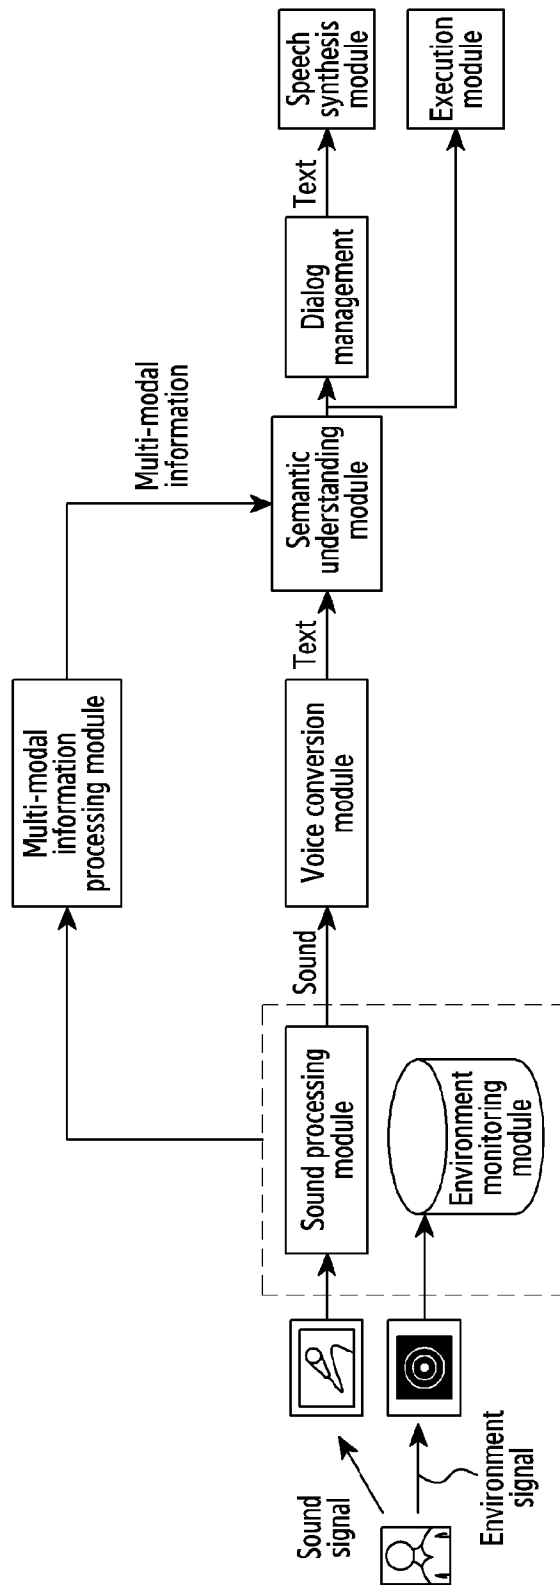 Sound
signal
Environment
signal
Sound processing
module
Environment
monitoring
module
Sound
Multi-modal
information
processing module
Voice conversion
module
Text
Multi-modal
information
Semantic
understanding
module
Dialog
management
Text
Speech
synthesis
module
Execution
module